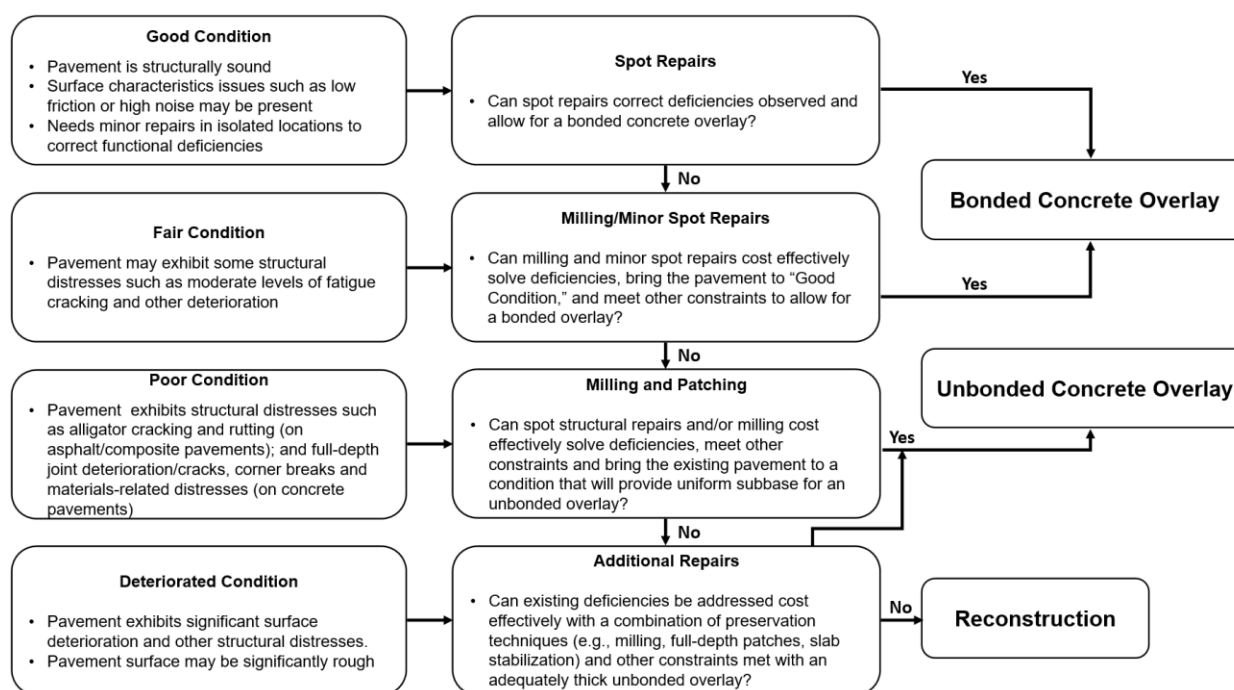 Good Condition
• Pavement is structurally sound
• Surface characteristics issues such as low
friction or high noise may be present
• Needs minor repairs in isolated locations to
correct functional deficiencies
Spot Repairs
• Can spot repairs correct deficiencies observed and
allow for a bonded concrete overlay?
Yes
No
Bonded Concrete Overlay
Fair Condition
• Pavement may exhibit some structural
distresses such as moderate levels of fatigue
cracking and other deterioration
Milling/Minor Spot Repairs
• Can milling and minor spot repairs cost effectively
solve deficiencies, bring the pavement to “Good
Condition,” and meet other constraints to allow for
a bonded overlay?
Yes
No
Poor Condition
• Pavement exhibits structural distresses such
as alligator cracking and rutting (on
asphalt/composite pavements); and full-depth
joint deterioration/cracks, corner breaks and
materials-related distresses (on concrete
pavements)
Milling and Patching
• Can spot structural repairs and/or milling cost
effectively solve deficiencies, meet other
constraints and bring the existing pavement to a
condition that will provide uniform subbase for an
unbonded overlay?
Yes
No
Unbonded Concrete Overlay
Deteriorated Condition
• Pavement exhibits significant surface
deterioration and other structural distresses.
• Pavement surface may be significantly rough
Additional Repairs
• Can existing deficiencies be addressed cost
effectively with a combination of preservation
techniques (e.g., milling, full-depth patches, slab
stabilization) and other constraints met with an
adequately thick unbonded overlay?
No
Reconstruction